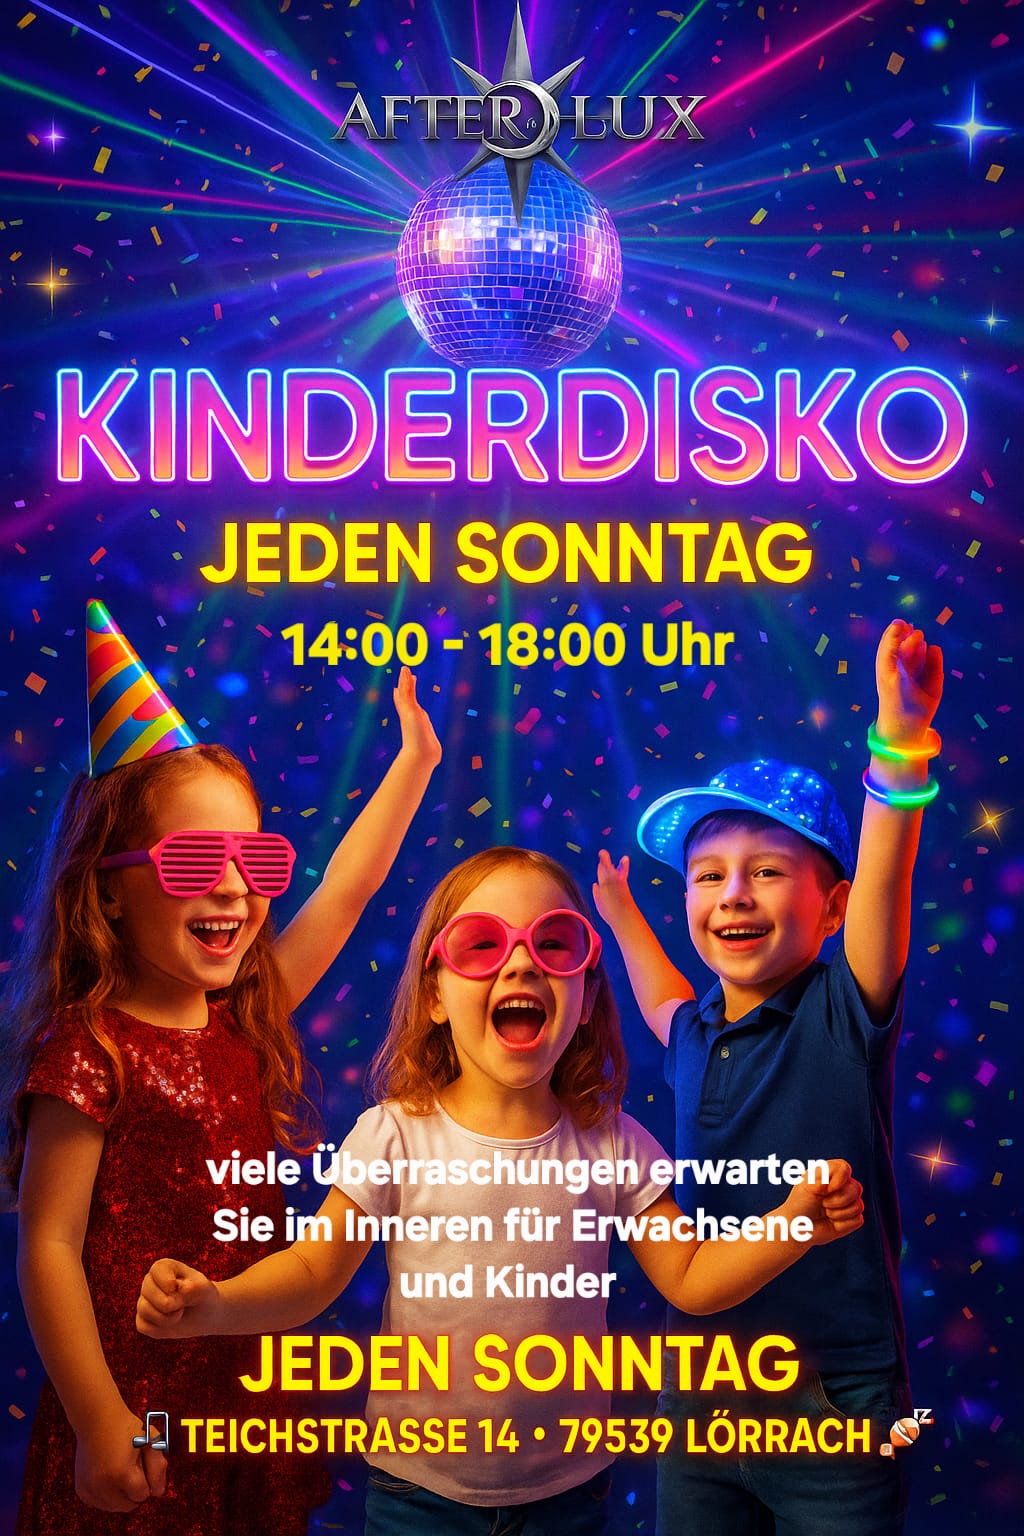 AFTER LUX
KINDERDISKO
JEDEN SONNTAG
14:00 - 18:00 Uhr
viele Überraschungen erwarten
Sie im Inneren für Erwachsene
und Kinder
JEDEN SONNTAG
TEICHSTRASSE 14 • 79539 LÖRRACH